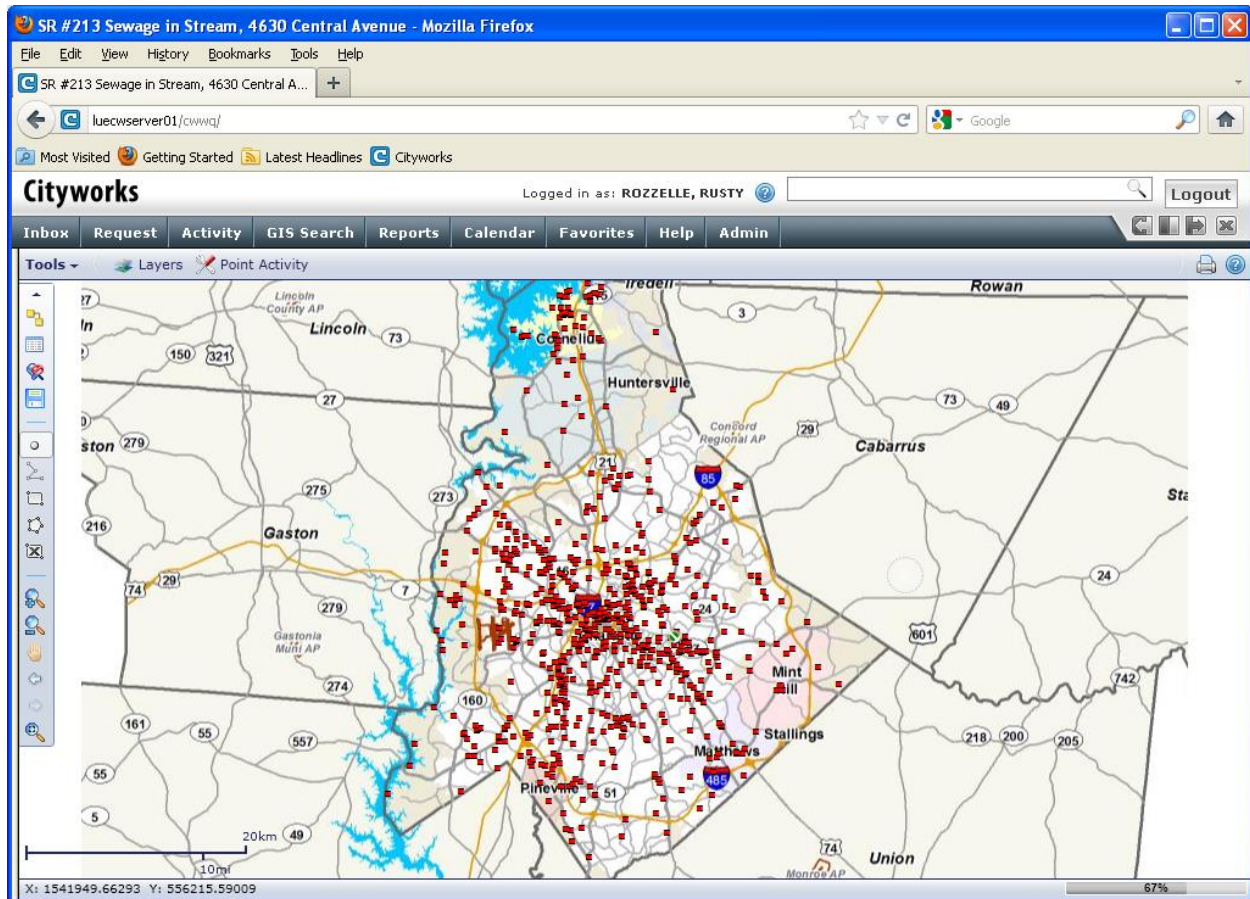 SR #213 Sewage in Stream, 4630 Central Avenue - Mozilla Firefox
File Edit View History Bookmarks Tools Help
SR #213 Sewage in Stream, 4630 Central A... +
luecwserver01/cwwq/ Google
Most Visited Getting Started Latest Headlines Cityworks
Cityworks Logged in as: ROZZELLE, RUSTY Logout
Inbox Request Activity GIS Search Reports Calendar Favorites Help Admin
Tools Layers Point Activity
27 Lincoln County AP Iredell Rowan
Lincoln 73 3
150 321 Cornelius
Huntersville
27 73 49
Concord Regional AP 29
279 Cabarrus
21 85
275 273
216 Gaston
74 29 7 24
279 24
601
Gastonia Muni AP
274 Mint Hill 742
160
161 55 557 Stallings 218 200 205
Matthews
55 485
Pineville 51
5
20km 49
74 Union
10mi Monroe AP
X: 1541949.66293 Y: 556215.59009 67%